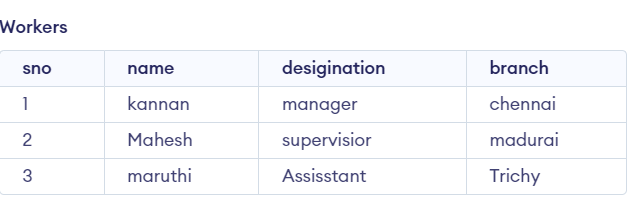 Workers
sno name desigination branch
1 kannan manager chennai
2 Mahesh supervisior madurai
3 maruthi Assisstant Trichy